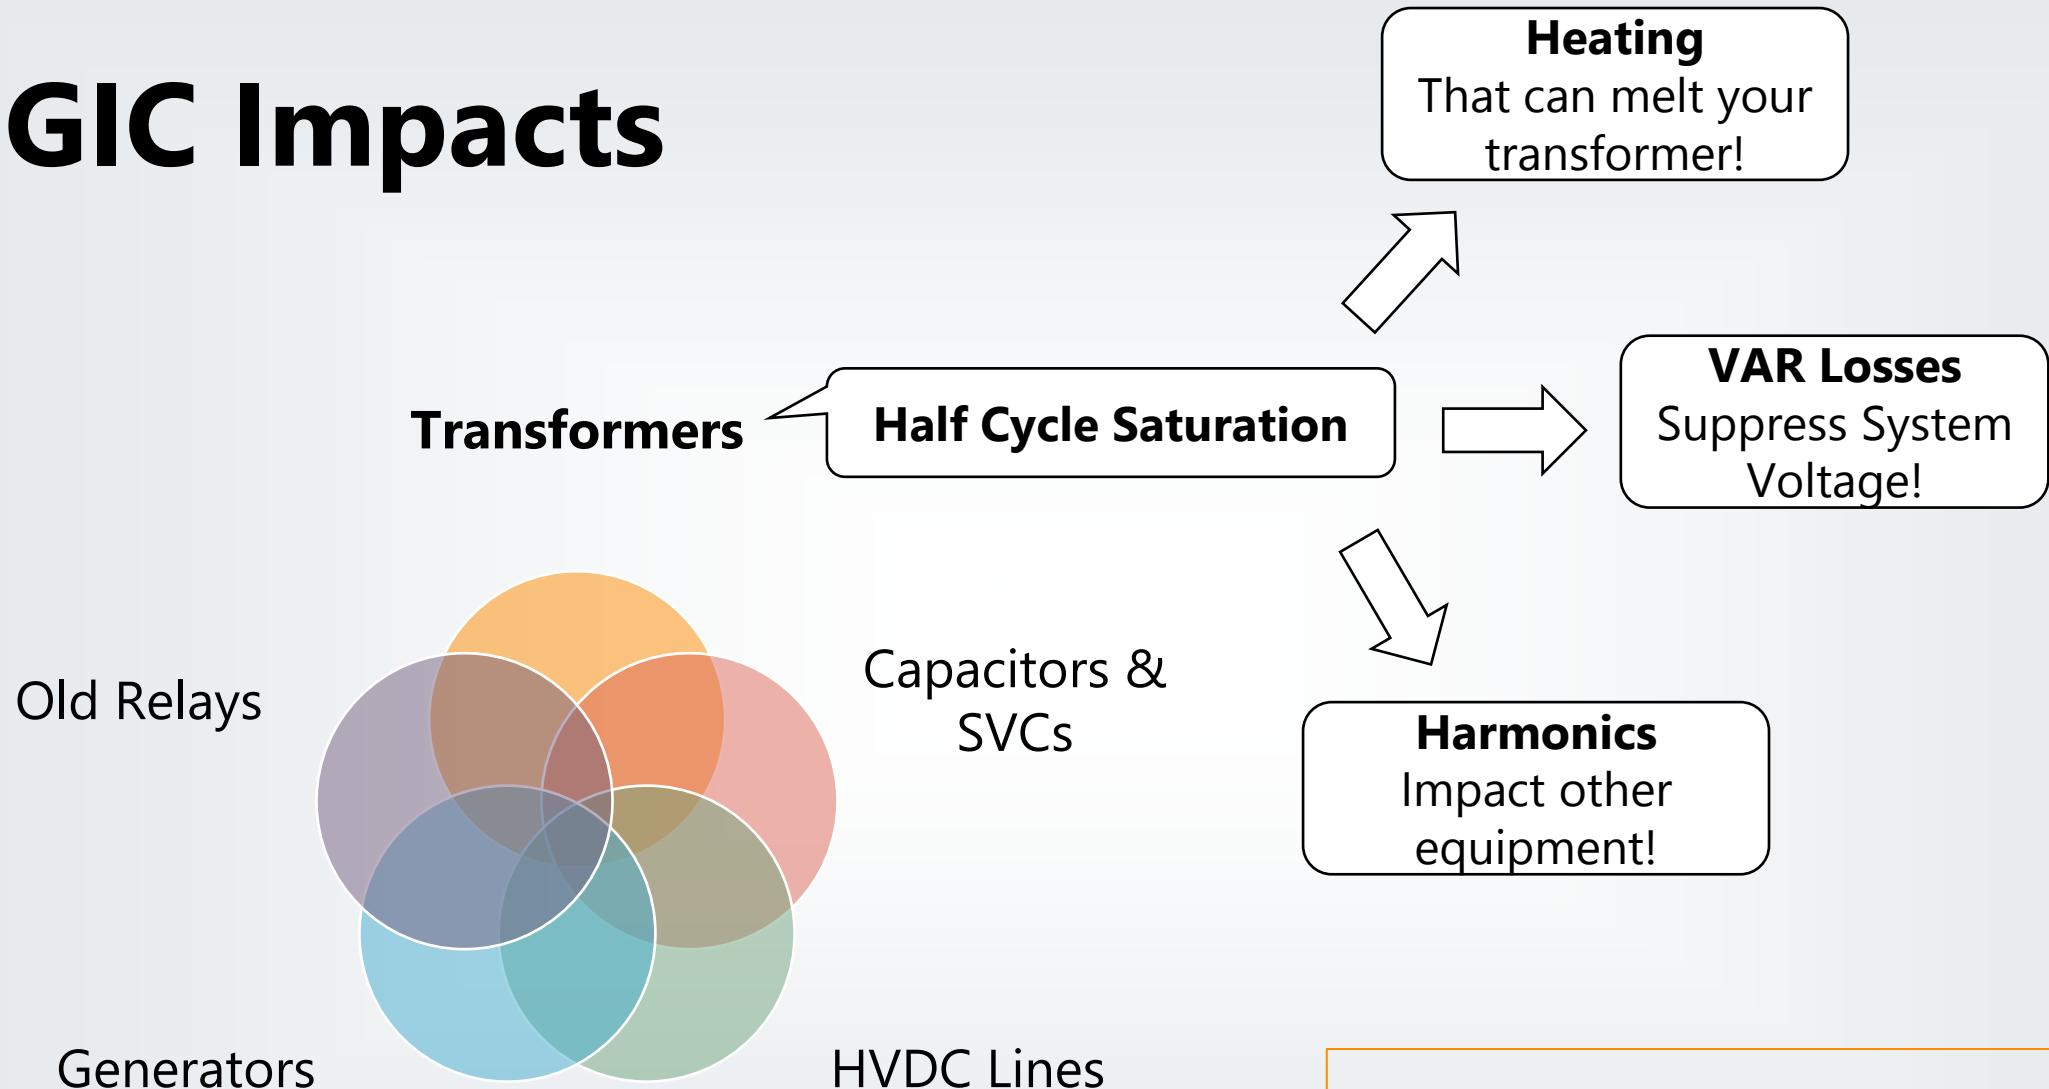 GIC Impacts
Heating
That can melt your
transformer!
Transformers
Half Cycle Saturation
VAR Losses
Suppress System
Voltage!
Old Relays
Capacitors &
SVCs
Harmonics
Impact other
equipment!
Generators
HVDC Lines